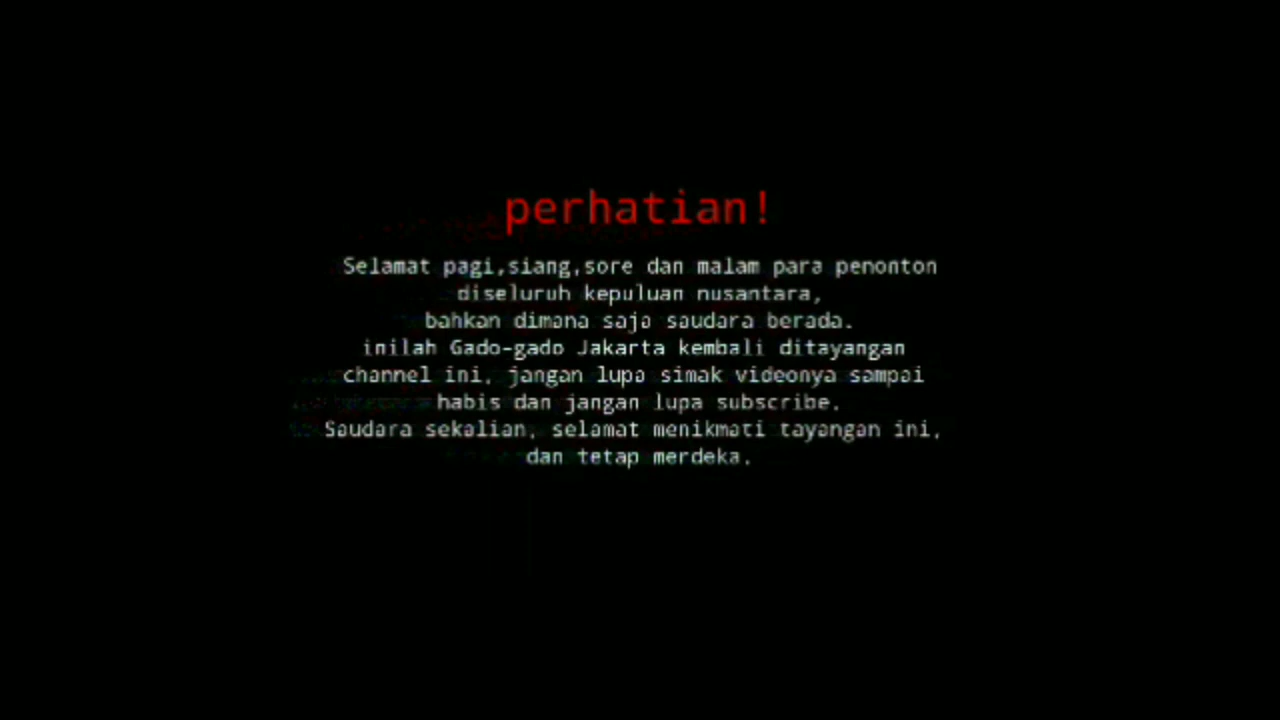 perhatian!
Selamat pagi,siang,sore dan malam para penonton
diseluruh kepuluan nusantara,
bahkan dimana saja saudara berada.
inilah Gado-gado Jakarta kembali ditayangan
channel ini, jangan lupa simak videonya sampai
habis dan jangan lupa subscribe.
Saudara sekalian, selamat menikmati tayangan ini,
dan tetap merdeka.